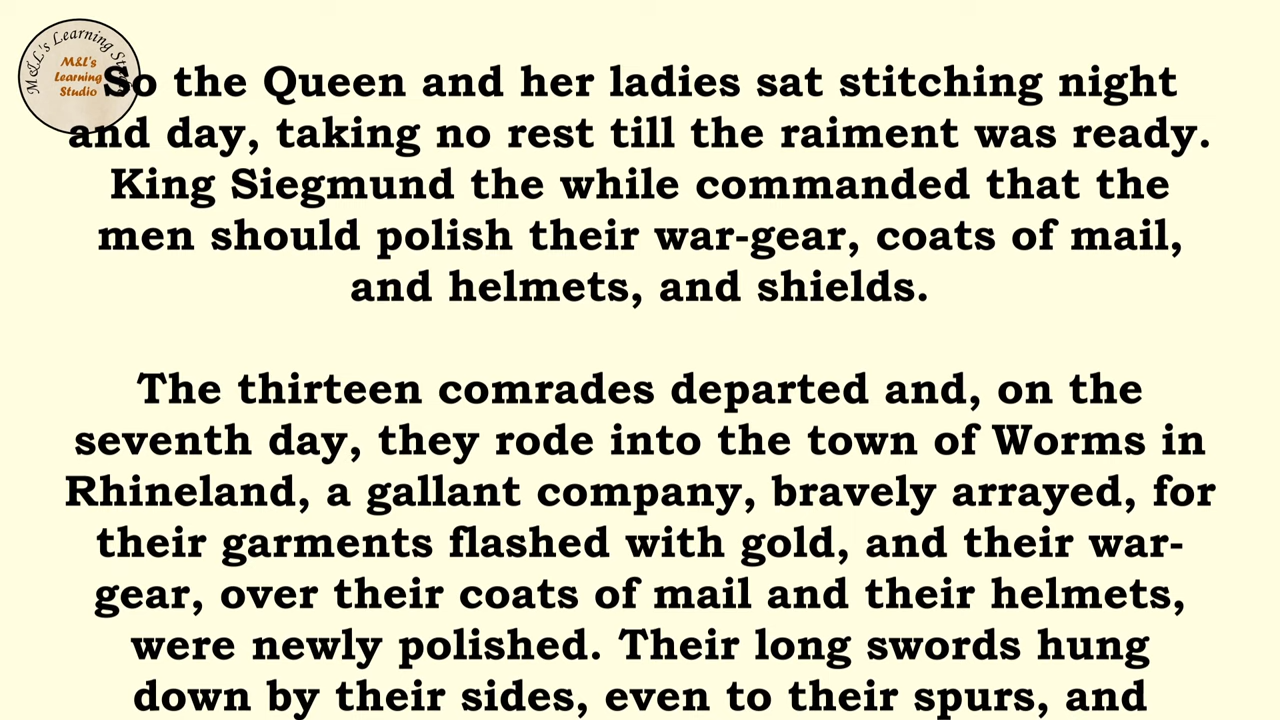 M&L's Learning St
M&L's
Learning
Studio
So the Queen and her ladies sat stitching night
and day, taking no rest till the raiment was ready.
King Siegmund the while commanded that the
men should polish their war-gear, coats of mail,
and helmets, and shields.
The thirteen comrades departed and, on the
seventh day, they rode into the town of Worms in
Rhineland, a gallant company, bravely arrayed, for
their garments flashed with gold, and their war-
gear, over their coats of mail and their helmets,
were newly polished. Their long swords hung
down by their sides, even to their spurs, and